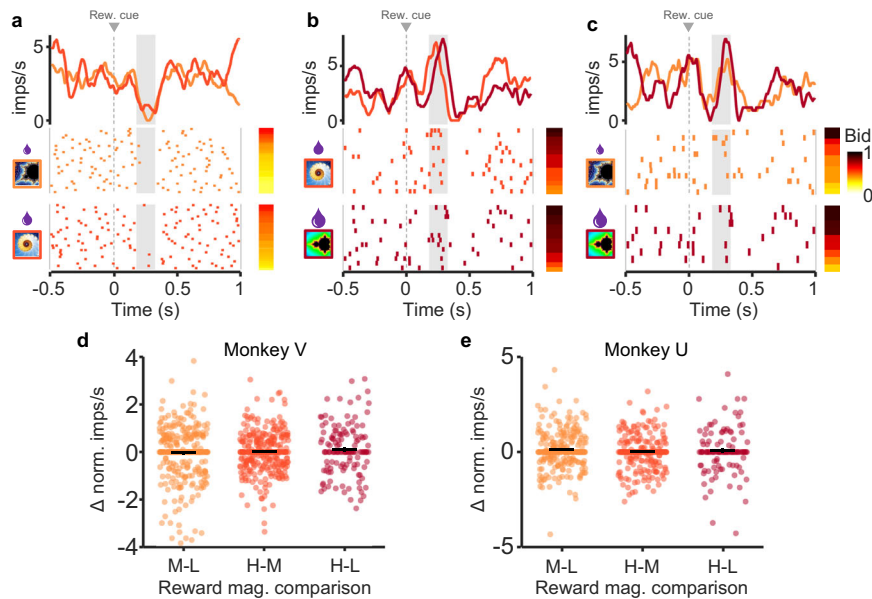 a
Rew. cue
b
Rew. cue
c
Rew. cue
imps/s
5
0
5
0
5
0
Bid
1
0
-0.5
0
0.5
1
Time (s)
-0.5
0
0.5
1
Time (s)
-0.5
0
0.5
1
Time (s)
d
Monkey V
Δ norm. imps/s
4
2
0
-2
-4
M-L
H-M
H-L
Reward mag. comparison
e
Monkey U
Δ norm. imps/s
5
0
-5
M-L
H-M
H-L
Reward mag. comparison